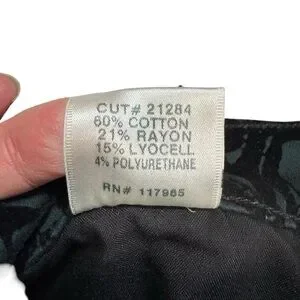 CUT# 21284
60% COTTON
21% RAYON
15% LYOCELL
4% POLYURETHANE
RN# 117985